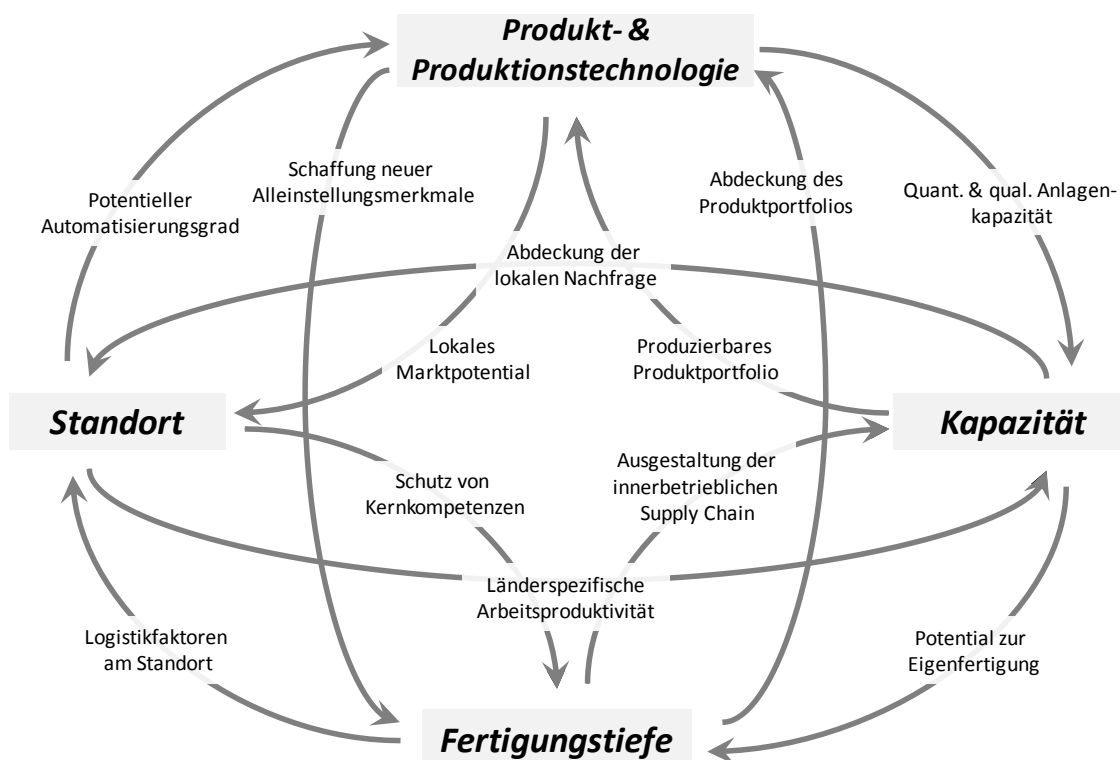 Produkt- &
Produktionstechnologie
Schaffung neuer
Alleinstellungsmerkmale
Abdeckung des
Produktportfolios
Potentieller
Automatisierungsgrad
Quant. & qual. Anlagen-
kapazität
Abdeckung der
lokalen Nachfrage
Lokales
Marktpotential
Produzierbares
Produktportfolio
Standort
Kapazität
Schutz von
Kernkompetenzen
Ausgestaltung der
innerbetrieblichen
Supply Chain
Länderspezifische
Arbeitsproduktivität
Logistikfaktoren
am Standort
Potential zur
Eigenfertigung
Fertigungstiefe